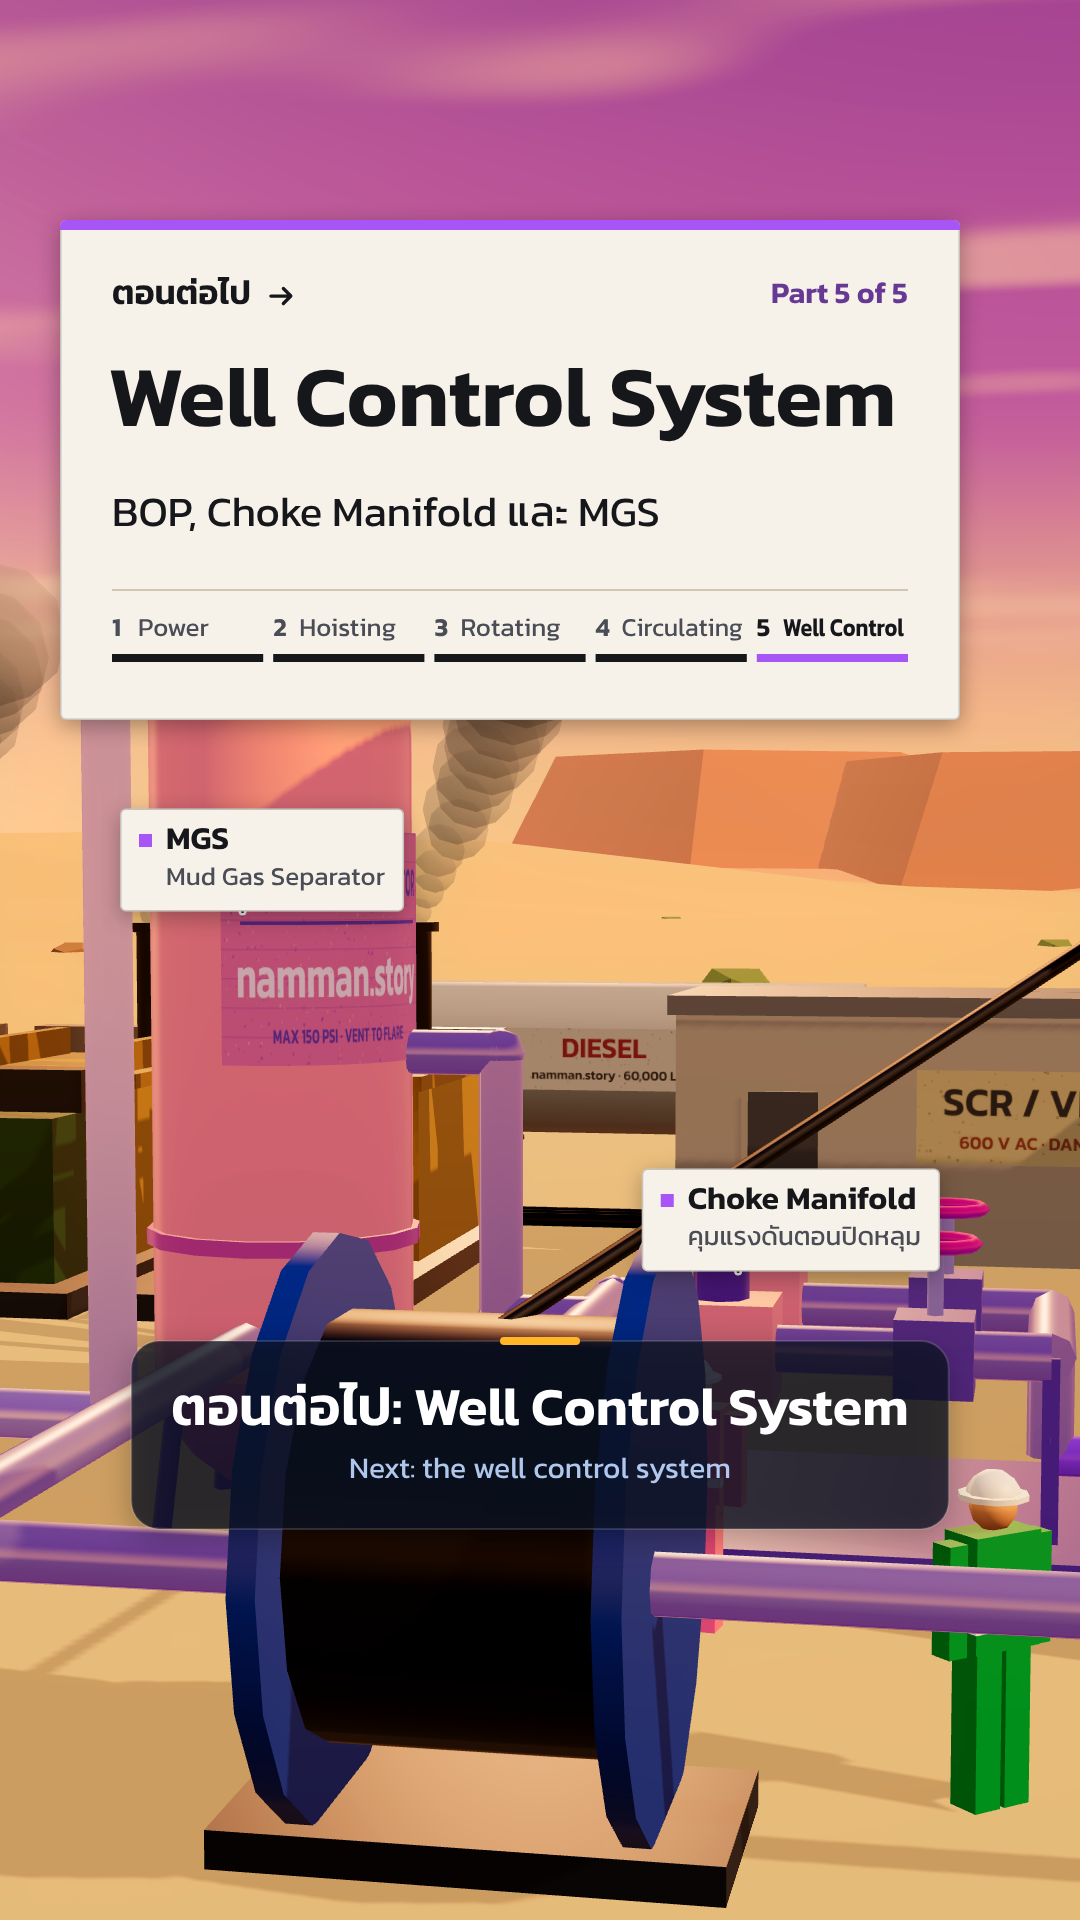 ตอนต่อไป →
Part 5 of 5
Well Control System
BOP, Choke Manifold และ MGS
1 Power
2 Hoisting
3 Rotating
4 Circulating
5 Well Control
MGS
Mud Gas Separator
namman.story
MAX 150 PSI · VENT TO FLARE
DIESEL
namman.story · 60,000 L
SCR /
600 V AC ·
Choke Manifold
คุมแรงดันตอนปิดหลุม
ตอนต่อไป: Well Control System
Next: the well control system